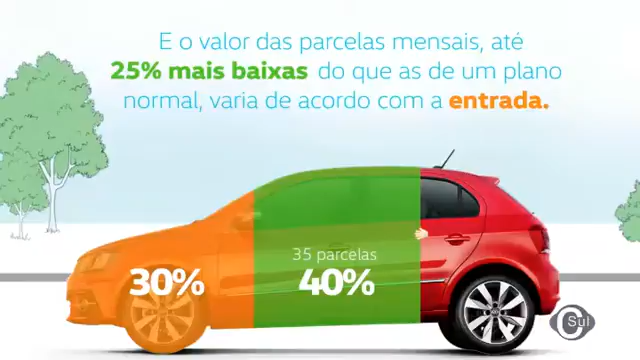 E o valor das parcelas mensais, até
25% mais baixas do que as de um plano
normal, varia de acordo com a entrada.
35 parcelas
30% 40%
Sul